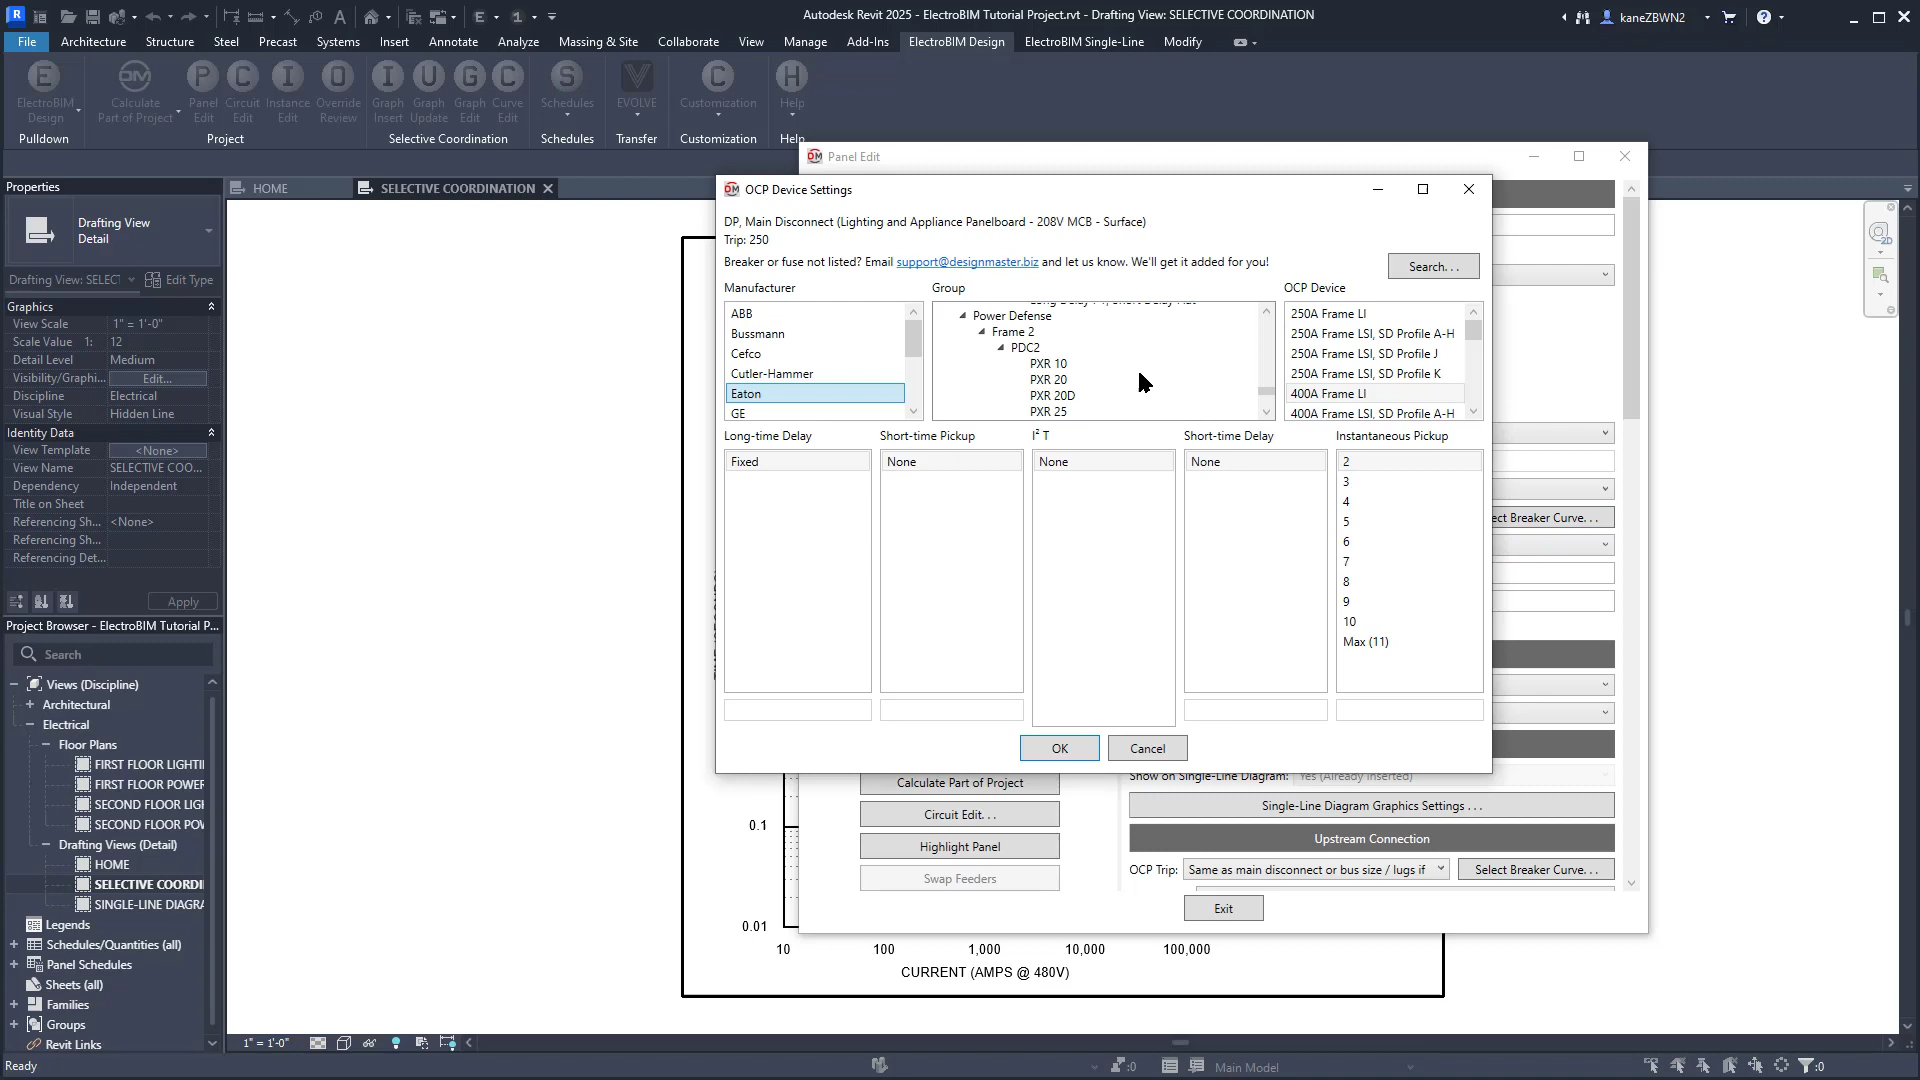 Autodesk Revit 2025 - ElectroBIM Tutorial Project.rvt - Drafting View: SELECTIVE COORDINATION
kaneZBWN2
File Architecture Structure Steel Precast Systems Insert Annotate Analyze Massing & Site Collaborate View Manage Add-Ins ElectroBIM Design ElectroBIM Single-Line Modify
ElectroBIM Design
Calculate Part of Project
Panel Edit
Circuit Edit
Instance Edit
Override Review
Graph Insert
Graph Update
Graph Edit
Curve Edit
Schedules
EVOLVE
Customization
Help
Pulldown Project Selective Coordination Schedules Transfer Customization Help
Properties
HOME
SELECTIVE COORDINATION
Drafting View
Detail
Drafting View: SELECT
Edit Type
Graphics
View Scale 1" = 1'-0"
Scale Value 1: 12
Detail Level Medium
Visibility/Graphi... Edit...
Discipline Electrical
Visual Style Hidden Line
Identity Data
View Template <None>
View Name SELECTIVE COO...
Dependency Independent
Title on Sheet
Referencing Sh... <None>
Referencing Sh...
Referencing Det...
Apply
Project Browser - ElectroBIM Tutorial P...
Search
Views (Discipline)
Architectural
Electrical
Floor Plans
FIRST FLOOR LIGHTI
FIRST FLOOR POWER
SECOND FLOOR LIGH
SECOND FLOOR POV
Drafting Views (Detail)
HOME
SELECTIVE COORDI
SINGLE-LINE DIAGRA
Legends
Schedules/Quantities (all)
Panel Schedules
Sheets (all)
Families
Groups
Revit Links
Panel Edit
OCP Device Settings
DP, Main Disconnect (Lighting and Appliance Panelboard - 208V MCB - Surface)
Trip: 250
Breaker or fuse not listed? Email support@designmaster.biz and let us know. We'll get it added for you!
Search. . .
Manufacturer
ABB
Bussmann
Cefco
Cutler-Hammer
Eaton
GE
Group
Power Defense
Frame 2
PDC2
PXR 10
PXR 20
PXR 20D
PXR 25
OCP Device
250A Frame LI
250A Frame LSI, SD Profile A-H
250A Frame LSI, SD Profile J
250A Frame LSI, SD Profile K
400A Frame LI
400A Frame LSI, SD Profile A-H
Long-time Delay
Fixed
Short-time Pickup
None
I² T
None
Short-time Delay
None
Instantaneous Pickup
2
3
4
5
6
7
8
9
10
Max (11)
OK
Cancel
ect Breaker Curve. . .
Calculate Part of Project
Circuit Edit. . .
Highlight Panel
Swap Feeders
Show on Single-Line Diagram: Yes (Already Inserted)
Single-Line Diagram Graphics Settings . . .
Upstream Connection
OCP Trip: Same as main disconnect or bus size / lugs if
Select Breaker Curve. . .
Exit
0.1
0.01
10 100 1,000 10,000 100,000
CURRENT (AMPS @ 480V)
1" = 1'-0"
Ready
:0
Main Model
:0